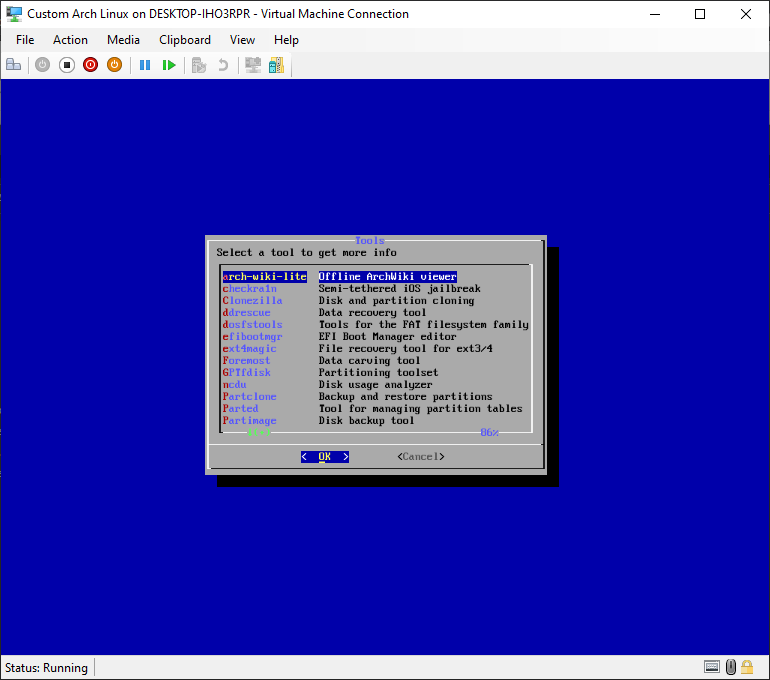 Custom Arch Linux on DESKTOP-IHO3RPR - Virtual Machine Connection
File Action Media Clipboard View Help
Tools
Select a tool to get more info
arch-wiki-lite Offline ArchWiki viewer
checkra1n Semi-tethered iOS jailbreak
Clonezilla Disk and partition cloning
ddrescue Data recovery tool
dosfstools Tools for the FAT filesystem family
efibootmgr EFI Boot Manager editor
ext4magic File recovery tool for ext3/4
Foremost Data carving tool
GPTfdisk Partitioning toolset
ncdu Disk usage analyzer
Partclone Backup and restore partitions
Parted Tool for managing partition tables
Partimage Disk backup tool
86%
< OK > <Cancel>
Status: Running